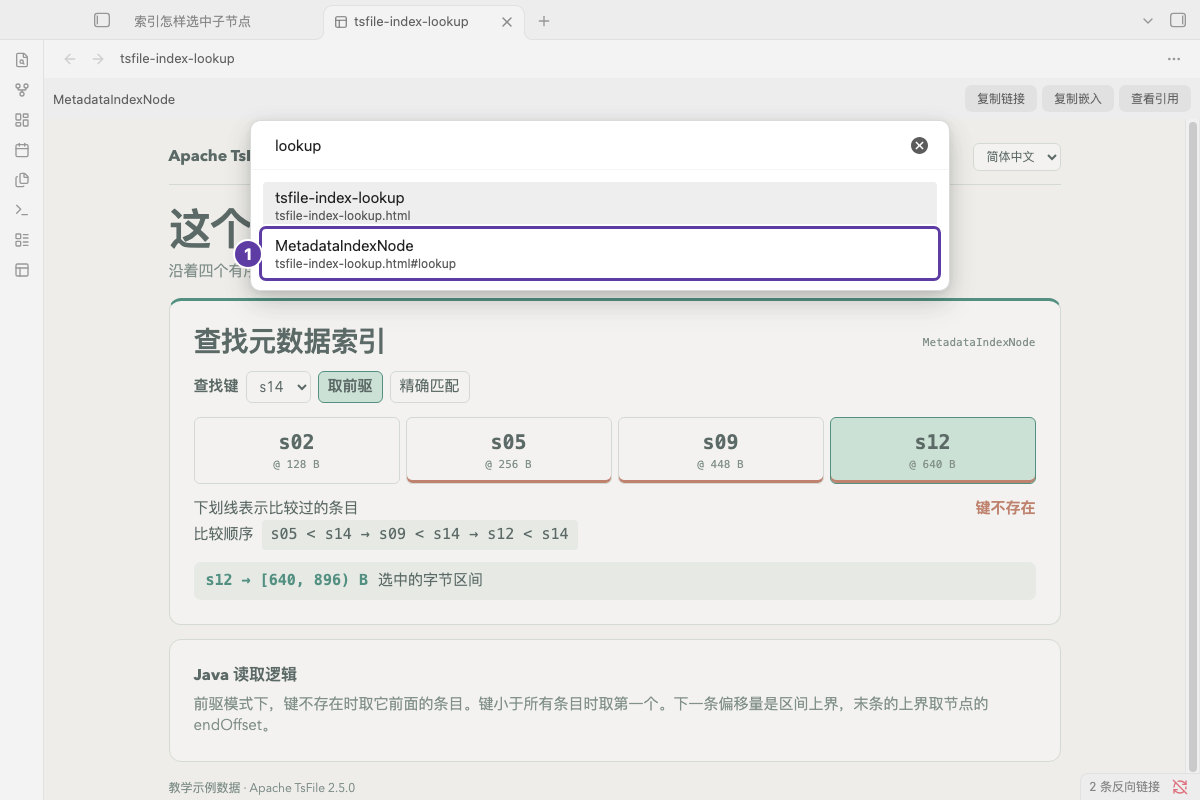 索引怎样选中子节点
tsfile-index-lookup
tsfile-index-lookup
MetadataIndexNode
复制链接
复制嵌入
查看引用
lookup
Apache TsF
简体中文
tsfile-index-lookup
tsfile-index-lookup.html
这个
1
MetadataIndexNode
tsfile-index-lookup.html#lookup
沿着四个有
查找元数据索引
MetadataIndexNode
查找键
s14
取前驱
精确匹配
s02
@ 128 B
s05
@ 256 B
s09
@ 448 B
s12
@ 640 B
下划线表示比较过的条目
键不存在
比较顺序 s05 < s14 → s09 < s14 → s12 < s14
s12 → [640, 896) B 选中的字节区间
Java 读取逻辑
前驱模式下，键不存在时取它前面的条目。键小于所有条目时取第一个。下一条偏移量是区间上界，末条的上界取节点的
endOffset。
教学示例数据 · Apache TsFile 2.5.0
2 条反向链接